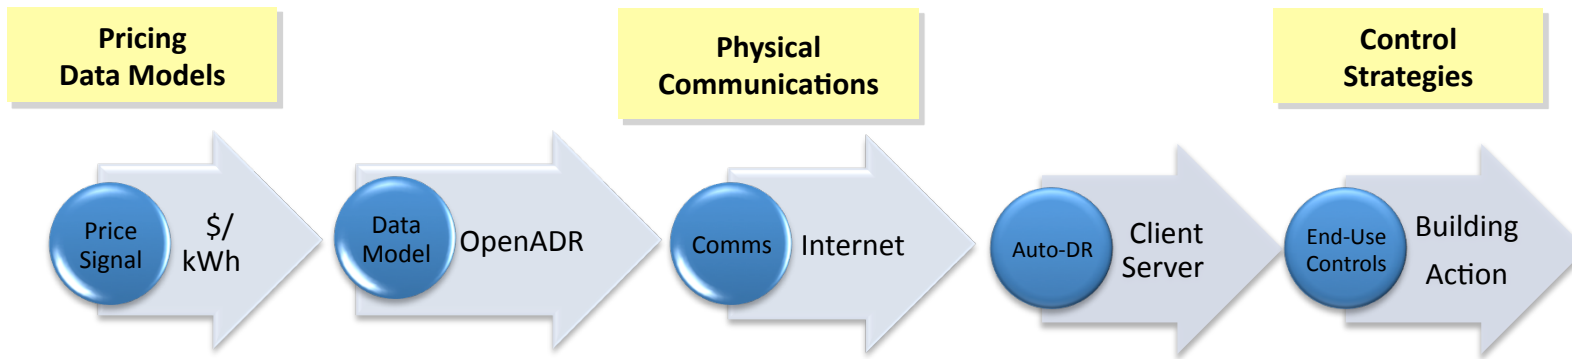 Pricing
Data Models
Physical
Communications
Control
Strategies
Price
Signal
$/
kWh
Data
Model
OpenADR
Comms
Internet
Auto-DR
Client
Server
End-Use
Controls
Building
Action